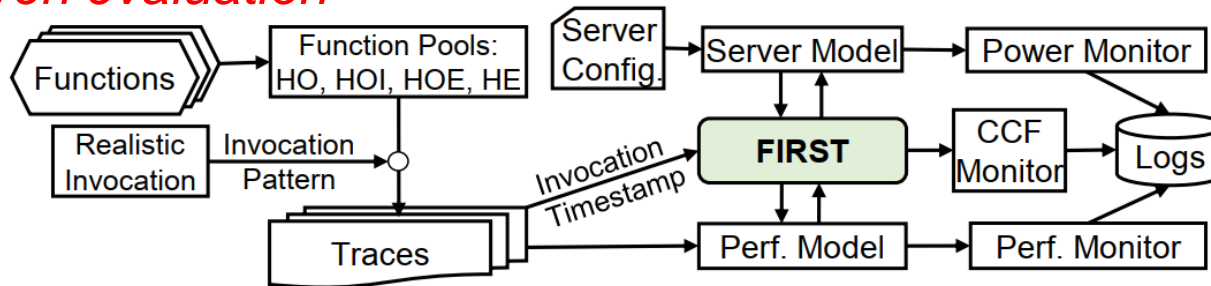 evaluation
Functions
Function Pools:
HO, HOI, HOE, HE
Realistic
Invocation
Invocation
Pattern
Traces
Invocation
Timestamp
Server
Config.
Server Model
Power Monitor
FIRST
CCF
Monitor
Logs
Perf. Model
Perf. Monitor